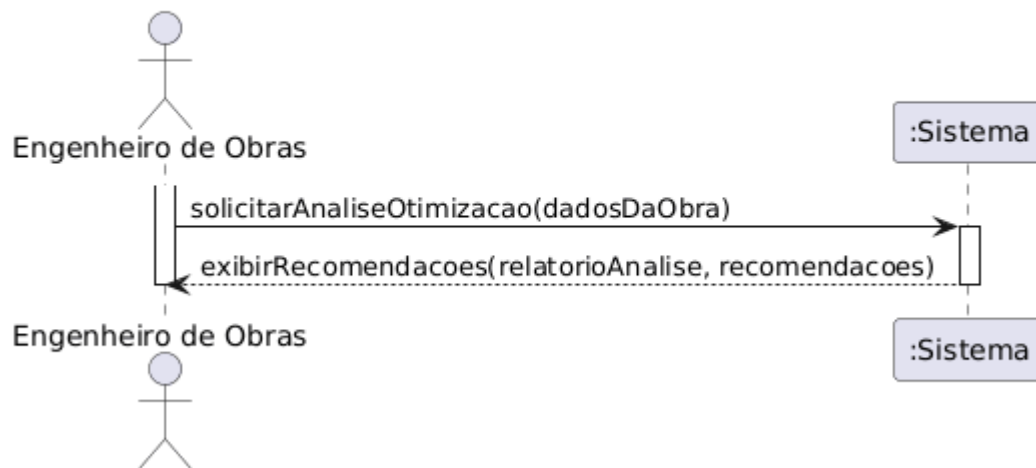 Engenheiro de Obras
:Sistema
solicitarAnaliseOtimizacao(dadosDaObra)
exibirRecomendacoes(relatorioAnalise, recomendacoes)
Engenheiro de Obras
:Sistema